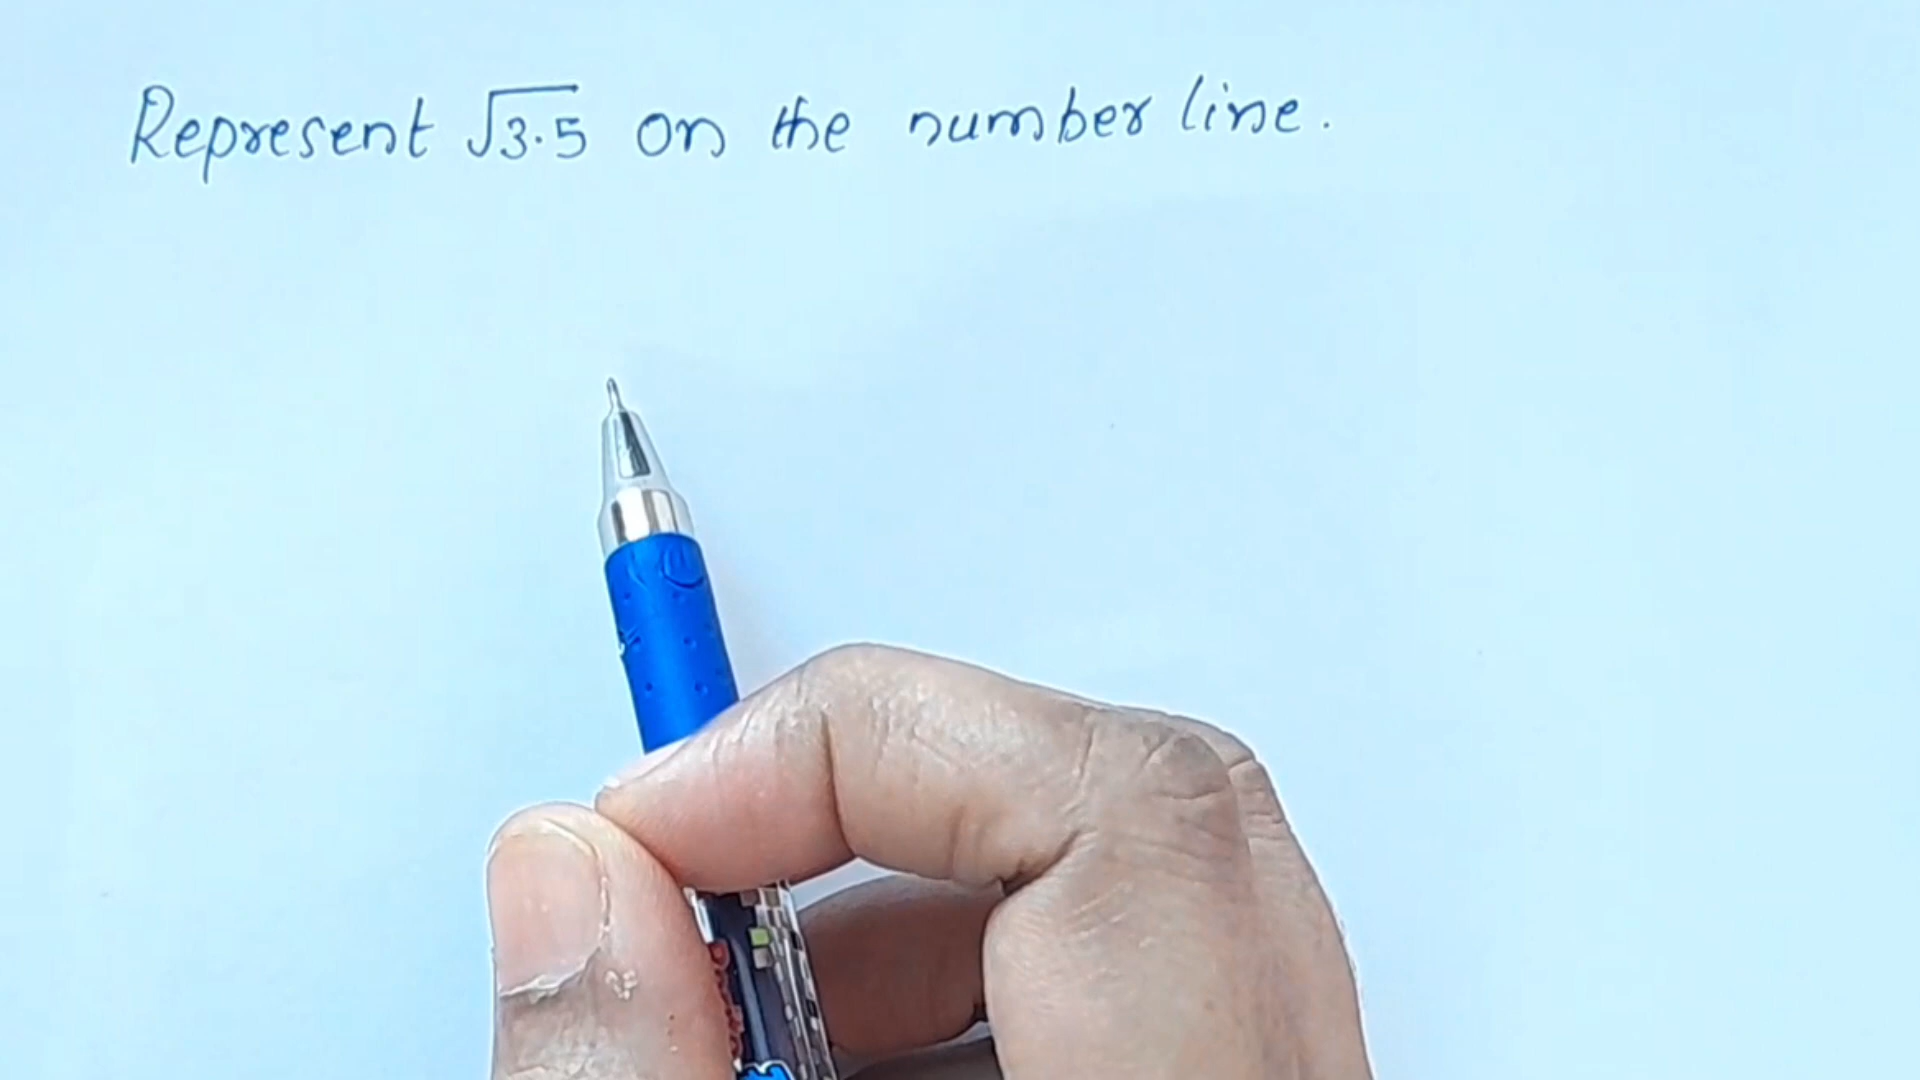 Represent √3.5 on the number line.